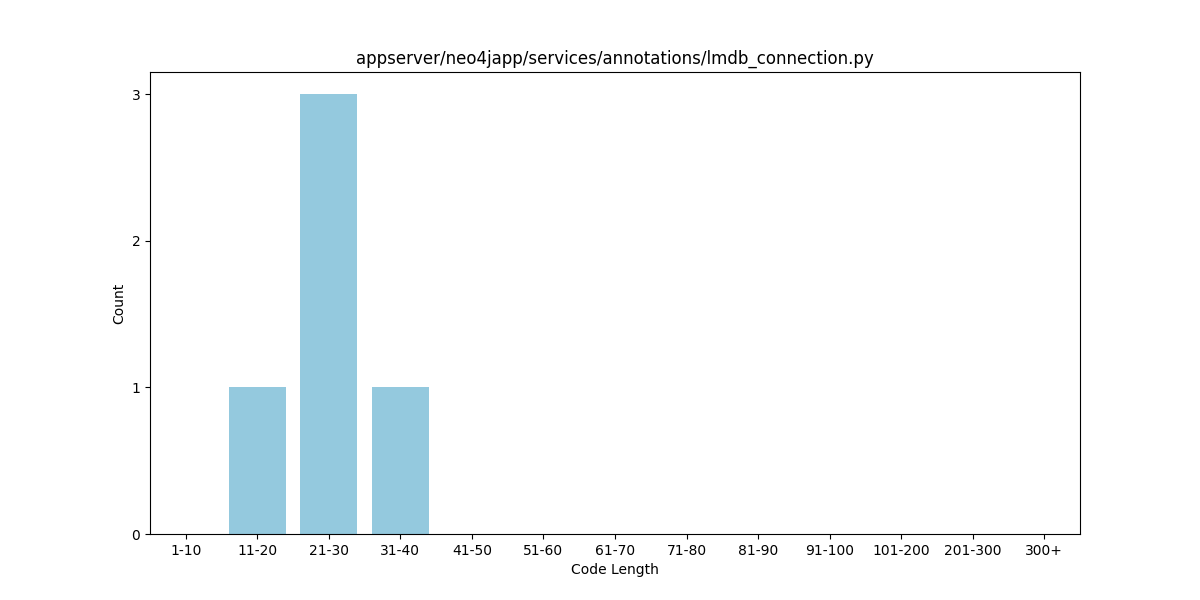 appserver/neo4japp/services/annotations/lmdb_connection.py
Count
3
2
1
0
1-10 11-20 21-30 31-40 41-50 51-60 61-70 71-80 81-90 91-100 101-200 201-300 300+
Code Length